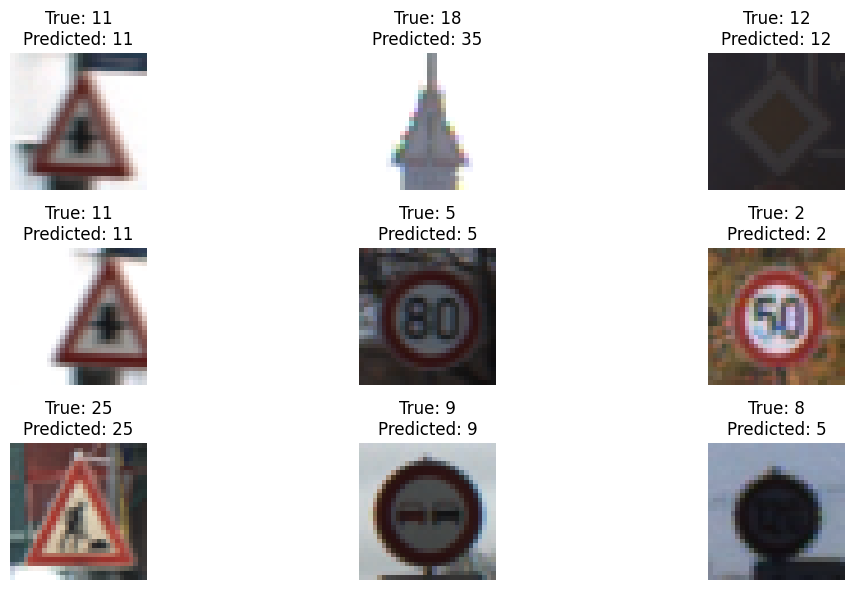 True: 11
Predicted: 11
True: 18
Predicted: 35
True: 12
Predicted: 12
True: 11
Predicted: 11
True: 5
Predicted: 5
80
True: 2
Predicted: 2
50
True: 25
Predicted: 25
True: 9
Predicted: 9
True: 8
Predicted: 5